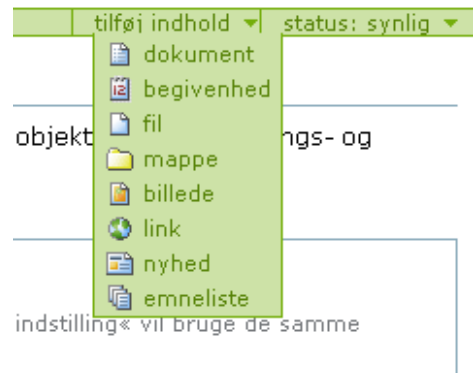 tilføj indhold status: synlig
dokument
begivenhed
fil
objekt ngs- og
mappe
billede
link
nyhed
emneliste
indstilling« vil bruge de samme